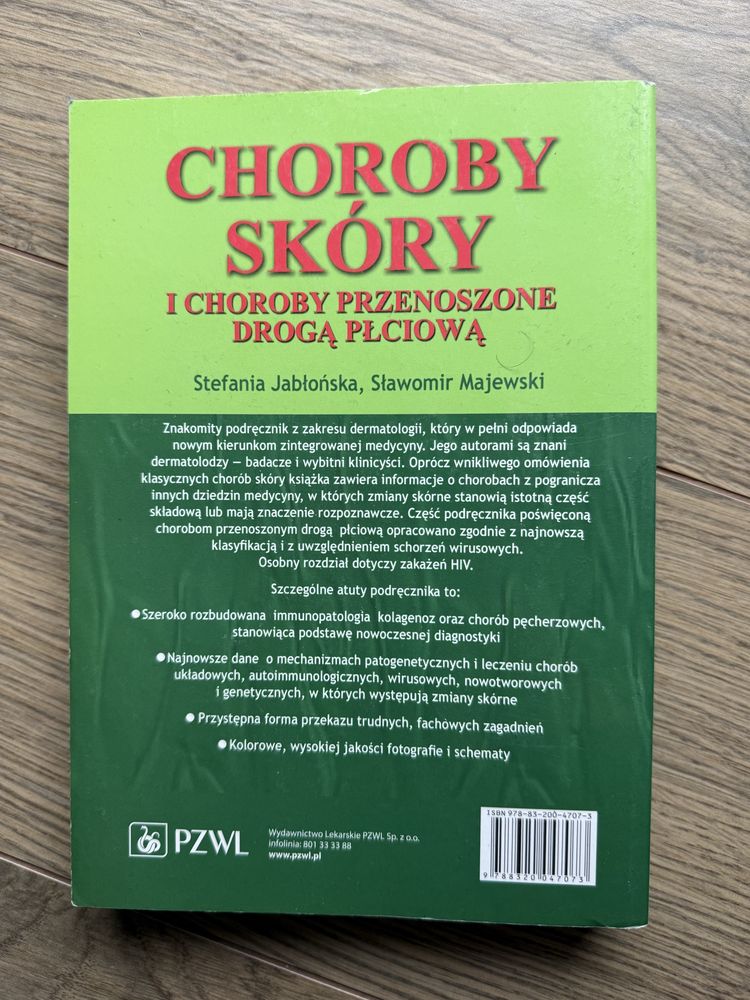 CHOROBY
SKÓRY
I CHOROBY PRZENOSZONE
DROGĄ PŁCIOWĄ
Stefania Jabłońska, Sławomir Majewski
Znakomity podręcznik z zakresu dermatologii, który w pełni odpowiada
nowym kierunkom zintegrowanej medycyny. Jego autorami są znani
dermatolodzy – badacze i wybitni klinicyści. Oprócz wnikliwego omówienia
klasycznych chorób skóry książka zawiera informacje o chorobach z pogranicza
innych dziedzin medycyny, w których zmiany skórne stanowią istotną część
składową lub mają znaczenie rozpoznawcze. Część podręcznika poświęconą
chorobom przenoszonym drogą płciową opracowano zgodnie z najnowszą
klasyfikacją i z uwzględnieniem schorzeń wirusowych.
Osobny rozdział dotyczy zakażeń HIV.
Szczególne atuty podręcznika to:
● Szeroko rozbudowana immunopatologia kolagenoz oraz chorób pęcherzowych,
stanowiąca podstawę nowoczesnej diagnostyki
● Najnowsze dane o mechanizmach patogenetycznych i leczeniu chorób
układowych, autoimmunologicznych, wirusowych, nowotworowych
i genetycznych, w których występują zmiany skórne
● Przystępna forma przekazu trudnych, fachowych zagadnień
● Kolorowe, wysokiej jakości fotografie i schematy
PZWL
Wydawnictwo Lekarskie PZWL Sp. z o.o.
infolinia: 801 33 33 88
www.pzwl.pl
ISBN 978-83-200-4707-3
9 788320 047073